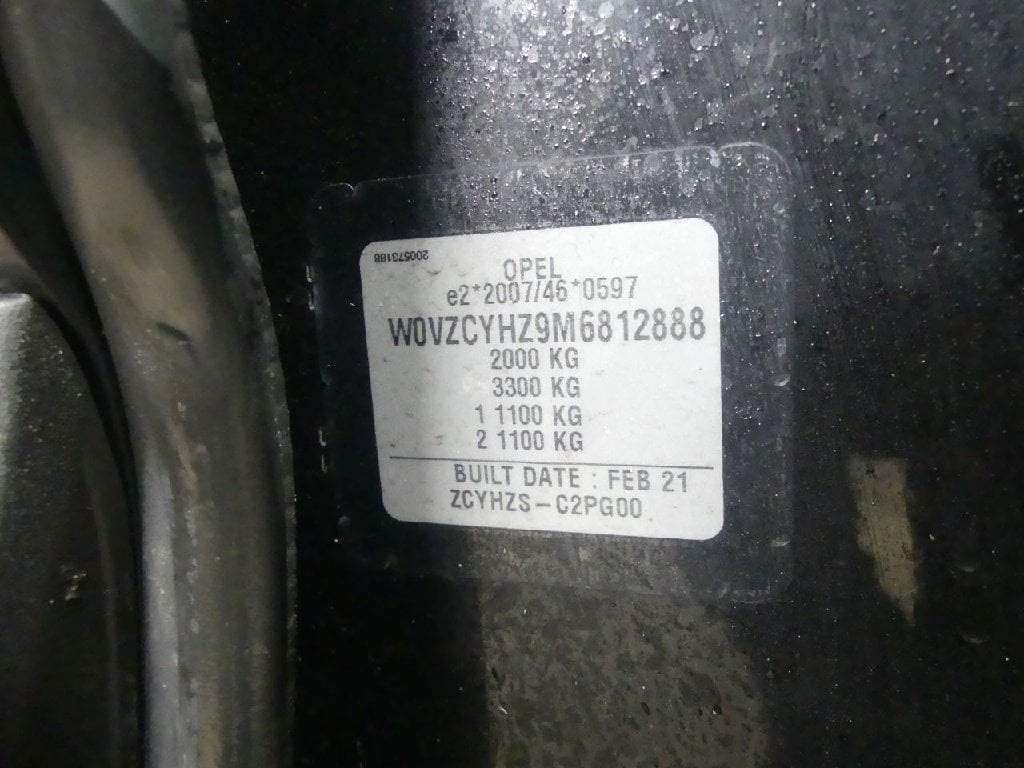 200573188
OPEL
e2*2007/46*0597
W0VZCYHZ9M6812888
2000 KG
3300 KG
1 1100 KG
2 1100 KG
BUILT DATE : FEB 21
ZCYHZS-C2PG00